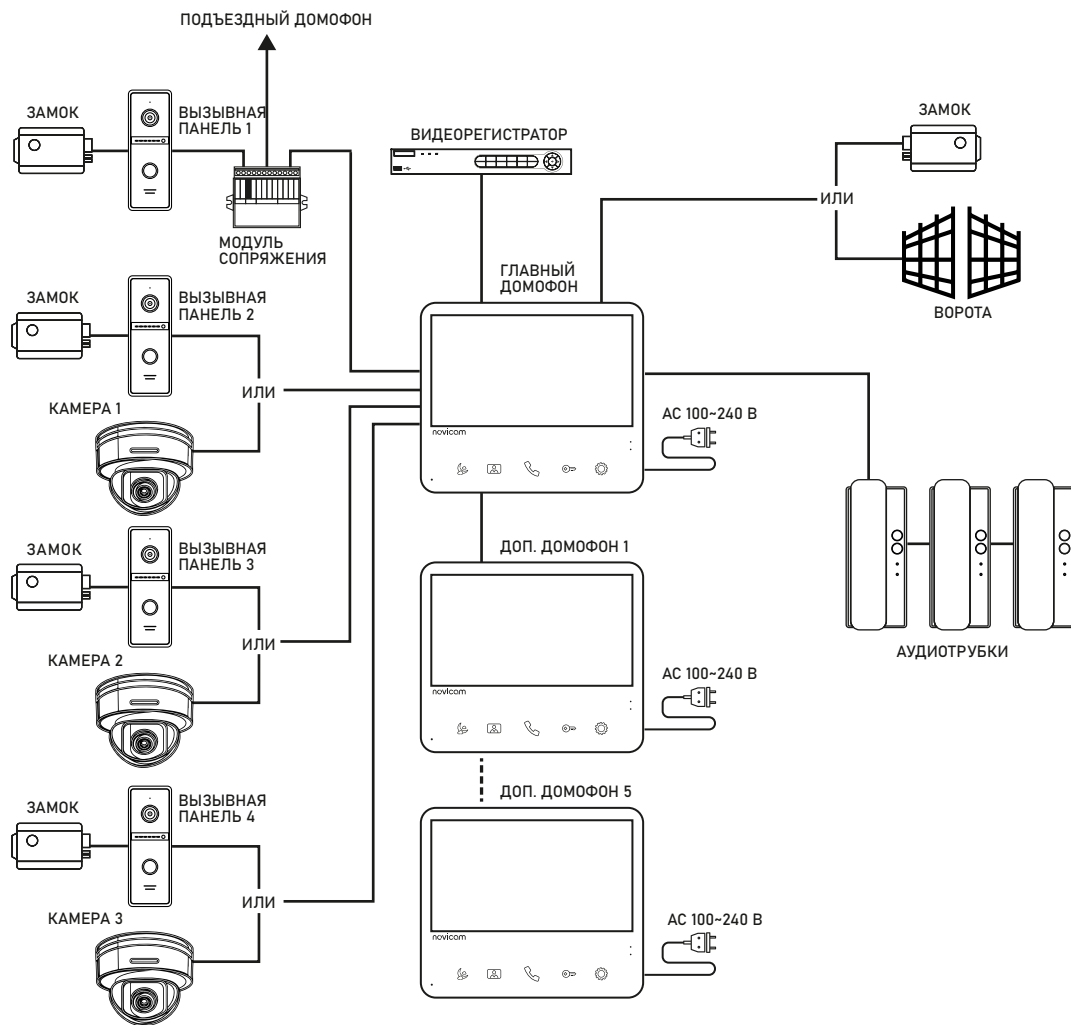 ПОДЪЕЗДНЫЙ ДОМОФОН
ЗАМОК
ВЫЗЫВНАЯ
ПАНЕЛЬ 1
МОДУЛЬ
СОПРЯЖЕНИЯ
ВИДЕОРЕГИСТРАТОР
ЗАМОК
ИЛИ
ВОРОТА
ГЛАВНЫЙ
ДОМОФОН
ЗАМОК
ВЫЗЫВНАЯ
ПАНЕЛЬ 2
ИЛИ
КАМЕРА 1
novicom
AC 100~240 В
ЗАМОК
ВЫЗЫВНАЯ
ПАНЕЛЬ 3
ИЛИ
КАМЕРА 2
ДОП. ДОМОФОН 1
novicom
AC 100~240 В
АУДИОТРУБКИ
ЗАМОК
ВЫЗЫВНАЯ
ПАНЕЛЬ 4
ИЛИ
КАМЕРА 3
ДОП. ДОМОФОН 5
novicom
AC 100~240 В